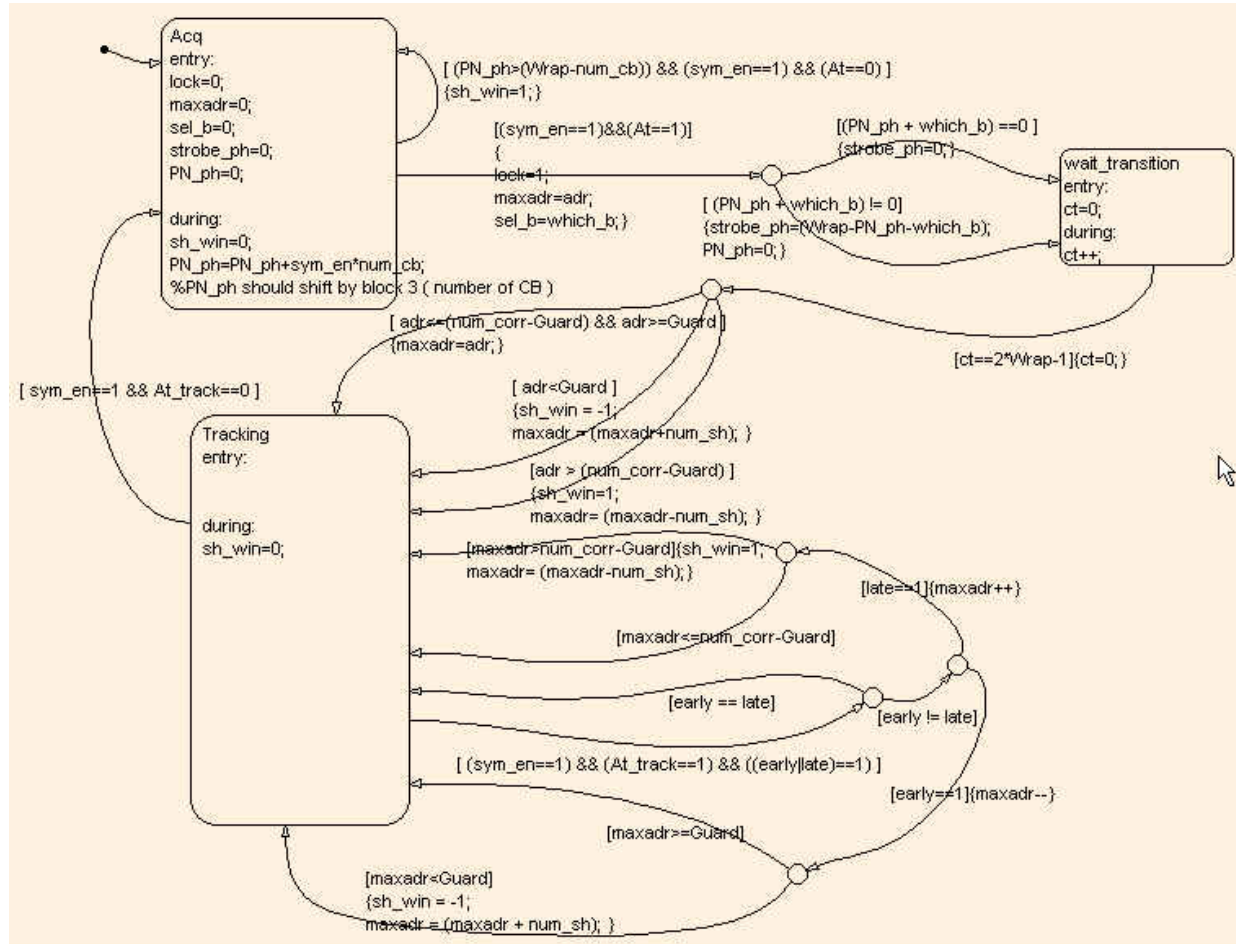 Acq
entry:
lock=0;
maxadr=0;
sel_b=0;
strobe_ph=0;
PN_ph=0;
during:
sh_win=0;
PN_ph=PN_ph+sym_en*num_cb;
%PN_ph should shift by block 3 ( number of CB )
[ (PN_ph>(Wrap-num_cb)) && (sym_en==1) && (At==0) ]
{sh_win=1;}
[(sym_en==1)&&(At==1)]
{
lock=1;
maxadr=adr;
sel_b=which_b;}
[(PN_ph + which_b) ==0 ]
{strobe_ph=0;}
[ (PN_ph + which_b) != 0]
{strobe_ph=(Wrap-PN_ph-which_b);
PN_ph=0;}
wait_transition
entry:
ct=0;
during:
ct++;
[ct==2*Wrap-1]{ct=0;}
[ adr<=(num_corr-Guard) && adr>=Guard ]
{maxadr=adr;}
[ sym_en==1 && At_track==0 ]
[ adr<Guard ]
{sh_win = -1;
maxadr = (maxadr+num_sh); }
[adr > (num_corr-Guard) ]
{sh_win=1;
maxadr= (maxadr-num_sh); }
Tracking
entry:
during:
sh_win=0;
[maxadr>num_corr-Guard]{sh_win=1;
maxadr= (maxadr-num_sh);}
[late==1]{maxadr++}
[maxadr<=num_corr-Guard]
[early == late]
[early != late]
[ (sym_en==1) && (At_track==1) && ((early|late)==1) ]
[early==1]{maxadr--}
[maxadr>=Guard]
[maxadr<Guard]
{sh_win = -1;
maxadr = (maxadr + num_sh); }